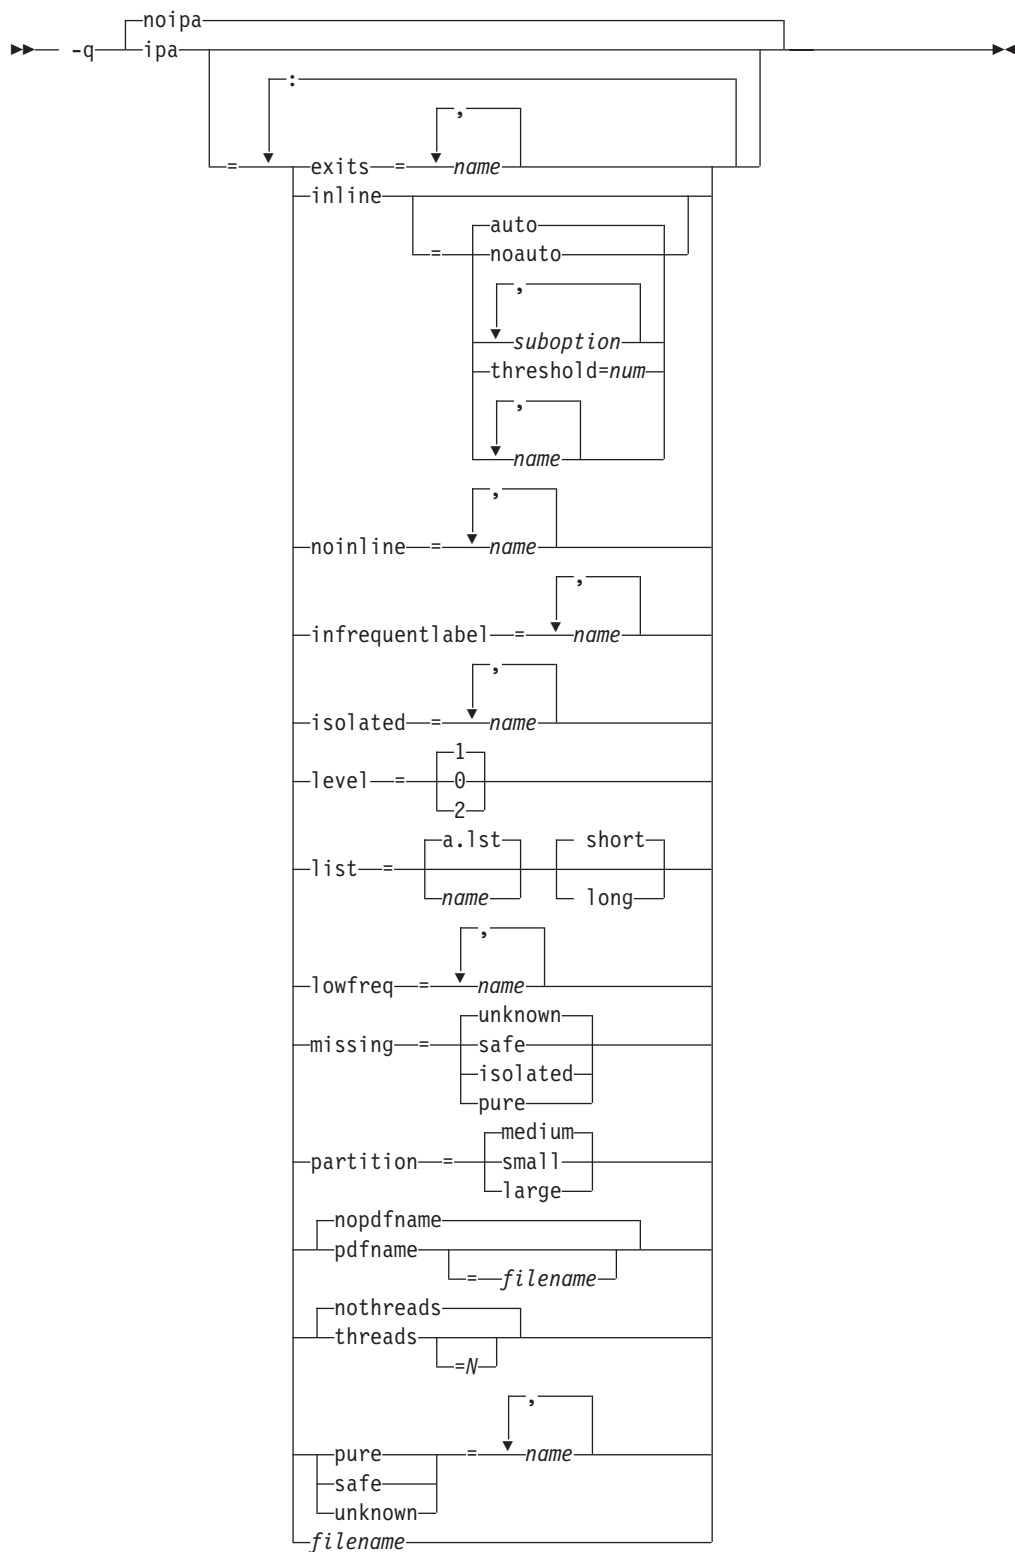 noipa
-q ipa
:
,
= exits = name
inline
auto
= noauto
,
suboption
threshold=num
,
name
,
noinline = name
,
infrequentlabel = name
,
isolated = name
1
level = 0
2
a.lst short
list =
name long
,
lowfreq = name
unknown
missing = safe
isolated
pure
medium
partition = small
large
nopdfname
pdfname
= filename
nothreads
threads
=N
,
pure = name
safe
unknown
filename